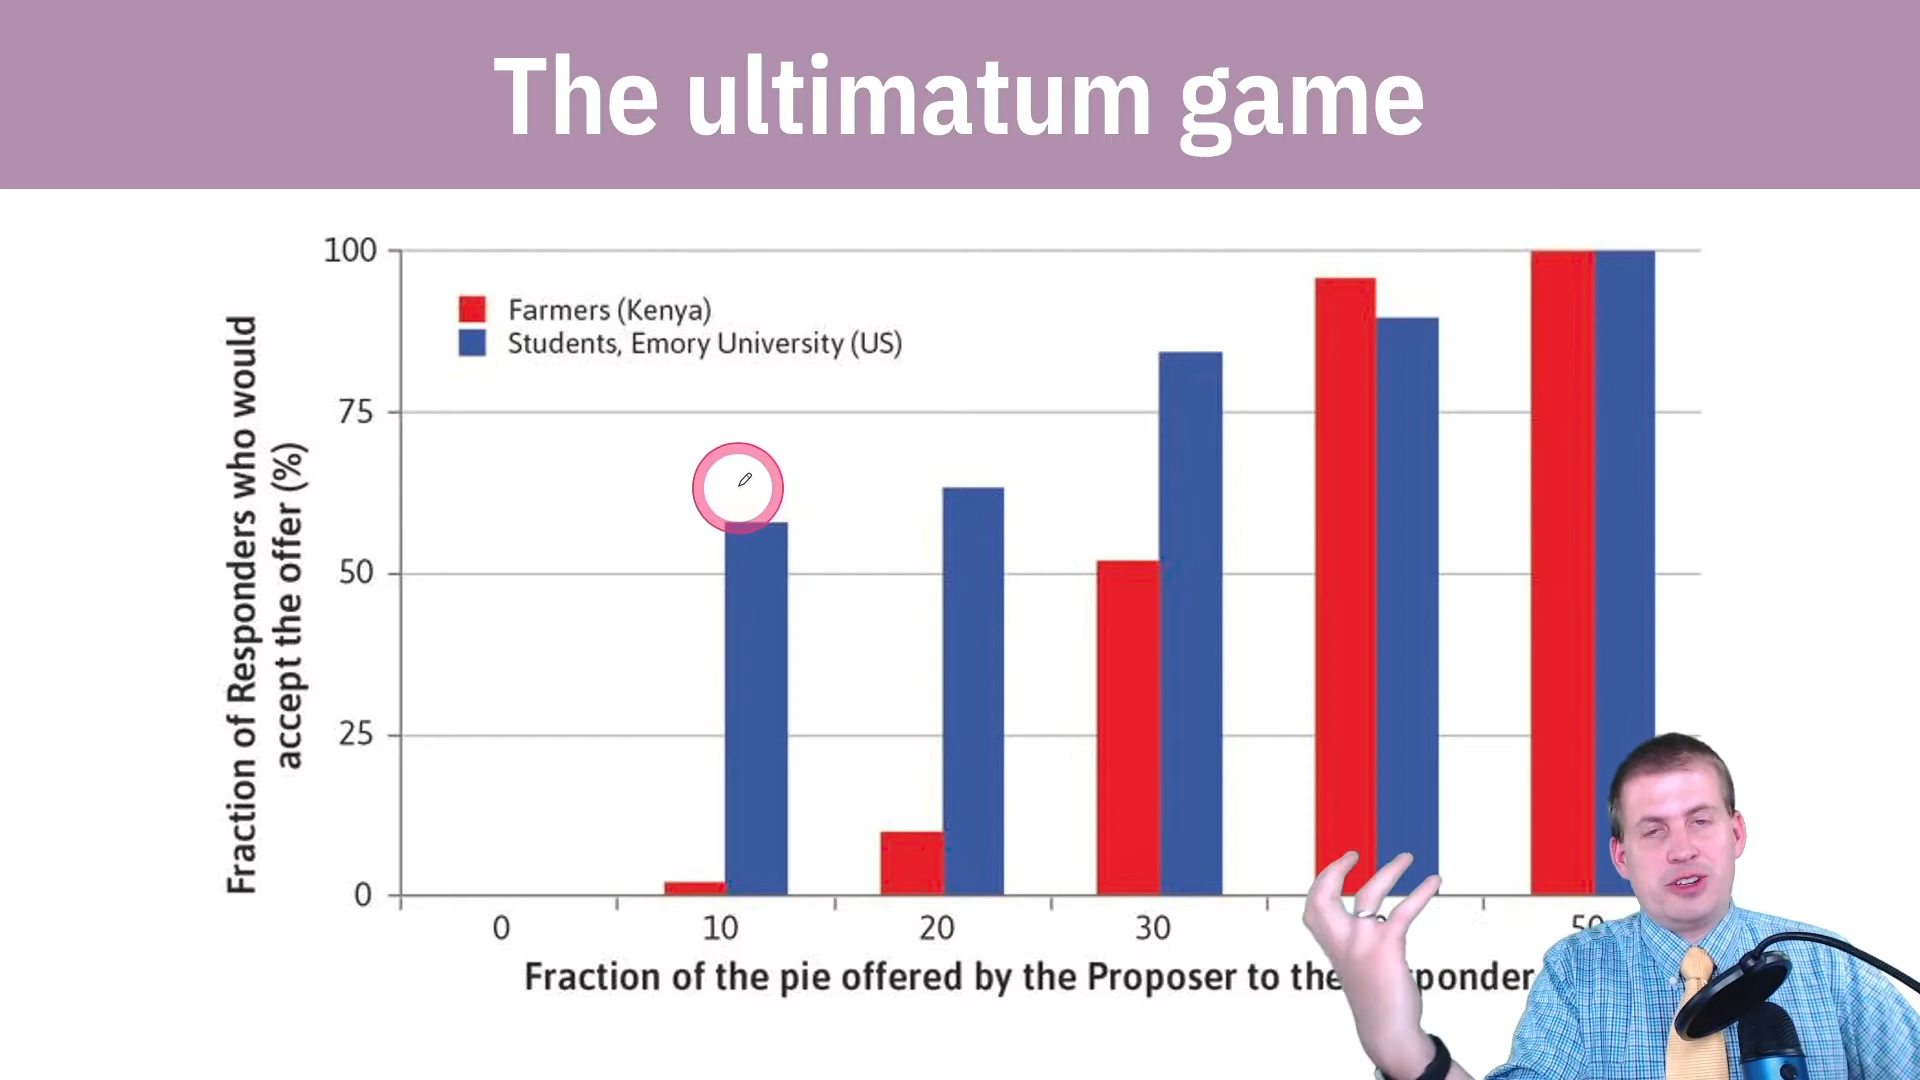 The ultimatum game
Fraction of Responders who would
accept the offer (%)
100
75
50
25
0
Farmers (Kenya)
Students, Emory University (US)
0 10 20 30
Fraction of the pie offered by the Proposer to the